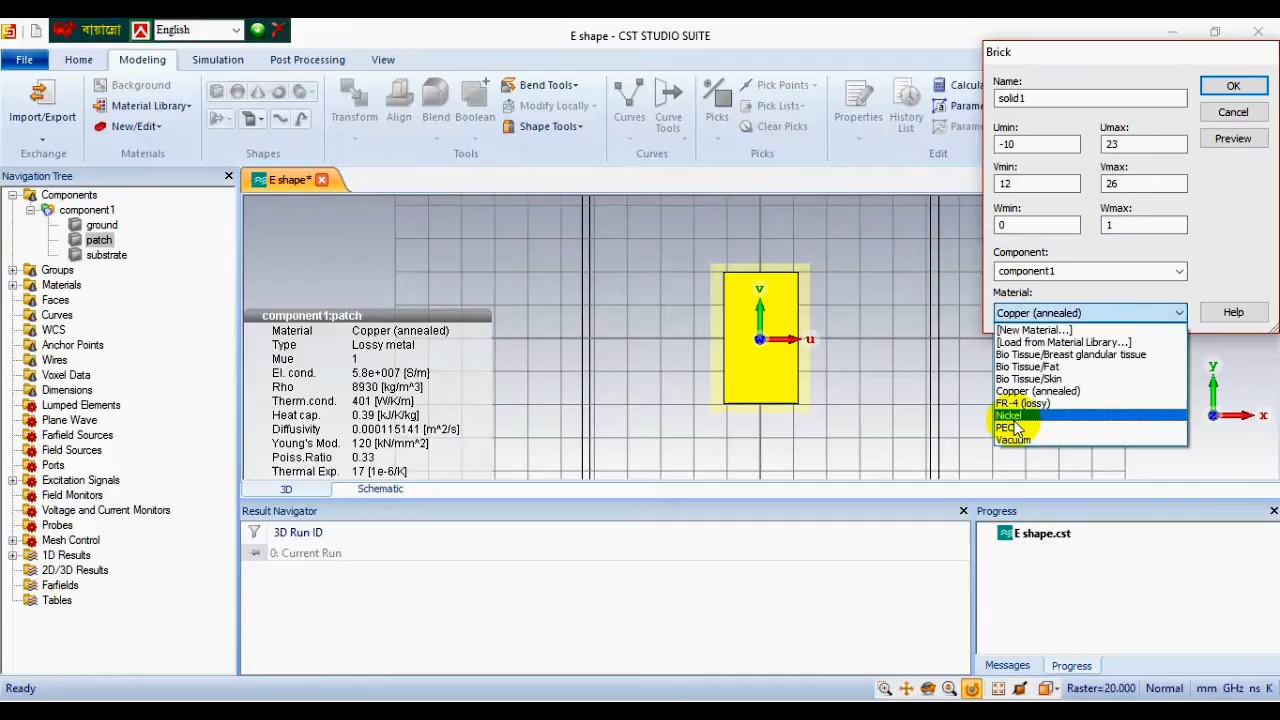 বায়ান্নো English
E shape - CST STUDIO SUITE
File Home Modeling Simulation Post Processing View
Import/Export
Exchange
Background
Material Library
New/Edit
Materials
Shapes
Transform Align Blend Boolean
Bend Tools
Modify Locally
Shape Tools
Tools
Curves Curve Tools
Curves
Picks
Pick Points
Pick Lists
Clear Picks
Picks
Properties History List
Calcula
Param
Param
Edit
Brick
Name:
solid1
OK
Cancel
Preview
Umin: Umax:
-10 23
Vmin: Vmax:
12 26
Wmin: Wmax:
0 1
Component:
component1
Material:
Copper (annealed)
Help
[New Material...]
[Load from Material Library...]
Bio Tissue/Breast glandular tissue
Bio Tissue/Fat
Bio Tissue/Skin
Copper (annealed)
FR-4 (lossy)
Nickel
PEC
Vacuum
Navigation Tree
Components
component1
ground
patch
substrate
Groups
Materials
Faces
Curves
WCS
Anchor Points
Wires
Voxel Data
Dimensions
Lumped Elements
Plane Wave
Farfield Sources
Field Sources
Ports
Excitation Signals
Field Monitors
Voltage and Current Monitors
Probes
Mesh Control
1D Results
2D/3D Results
Farfields
Tables
E shape*
v
u
y
x
component1:patch
Material Copper (annealed)
Type Lossy metal
Mue 1
El. cond. 5.8e+007 [S/m]
Rho 8930 [kg/m^3]
Therm.cond. 401 [W/K/m]
Heat cap. 0.39 [kJ/K/kg]
Diffusivity 0.000115141 [m^2/s]
Young's Mod. 120 [kN/mm^2]
Poiss.Ratio 0.33
Thermal Exp. 17 [1e-6/K]
3D Schematic
Result Navigator
3D Run ID
0: Current Run
Progress
E shape.cst
Messages Progress
Ready
Raster=20.000 Normal mm GHz ns K